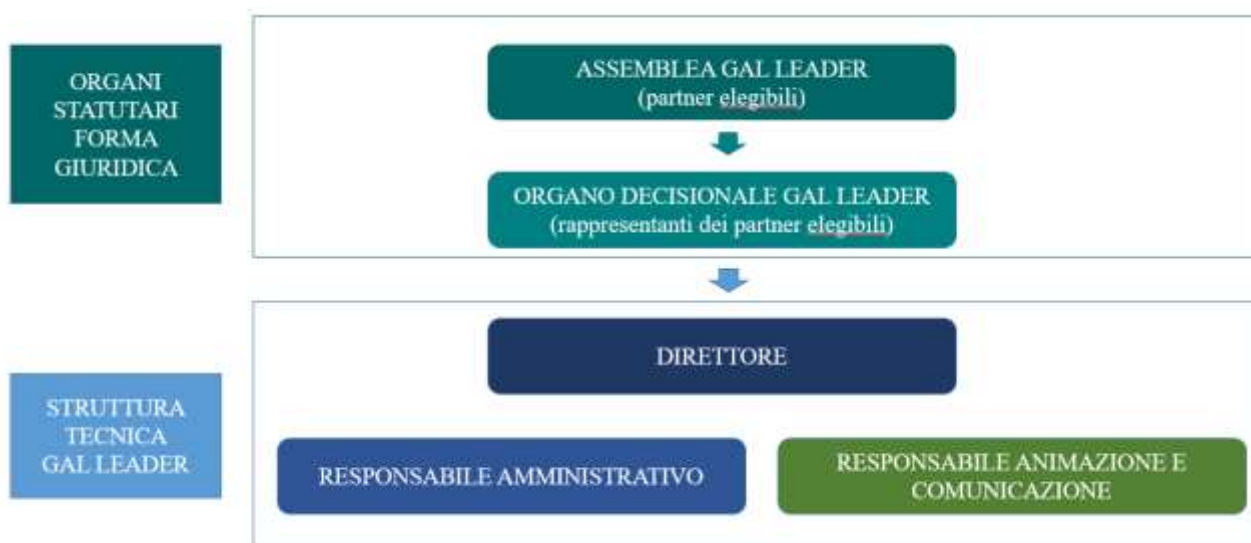 ORGANI
STATUTARI
FORMA
GIURIDICA
ASSEMBLEA GAL LEADER
(partner elegibili)
ORGANO DECISIONALE GAL LEADER
(rappresentanti dei partner elegibili)
STRUTTURA
TECNICA
GAL LEADER
DIRETTORE
RESPONSABILE AMMINISTRATIVO
RESPONSABILE ANIMAZIONE E
COMUNICAZIONE